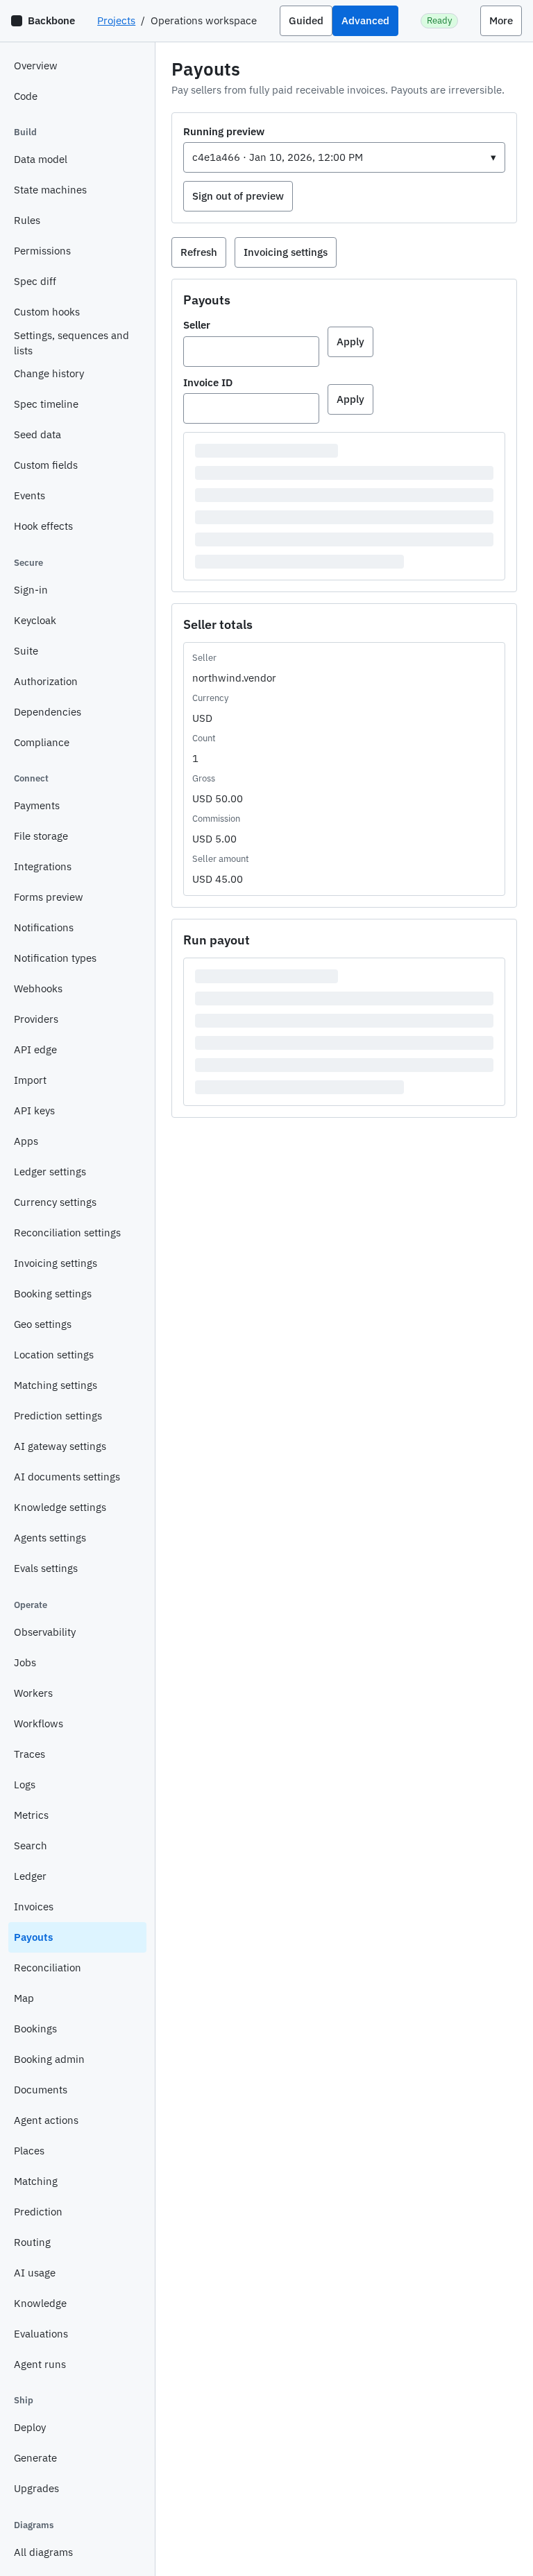 Backbone
Projects / Operations workspace
Guided
Advanced
Ready
More
Overview
Code
Build
Data model
State machines
Rules
Permissions
Spec diff
Custom hooks
Settings, sequences and
lists
Change history
Spec timeline
Seed data
Custom fields
Events
Hook effects
Secure
Sign-in
Keycloak
Suite
Authorization
Dependencies
Compliance
Connect
Payments
File storage
Integrations
Forms preview
Notifications
Notification types
Webhooks
Providers
API edge
Import
API keys
Apps
Ledger settings
Currency settings
Reconciliation settings
Invoicing settings
Booking settings
Geo settings
Location settings
Matching settings
Prediction settings
AI gateway settings
AI documents settings
Knowledge settings
Agents settings
Evals settings
Operate
Observability
Jobs
Workers
Workflows
Traces
Logs
Metrics
Search
Ledger
Invoices
Payouts
Reconciliation
Map
Bookings
Booking admin
Documents
Agent actions
Places
Matching
Prediction
Routing
AI usage
Knowledge
Evaluations
Agent runs
Ship
Deploy
Generate
Upgrades
Diagrams
All diagrams
Payouts
Pay sellers from fully paid receivable invoices. Payouts are irreversible.
Running preview
c4e1a466 · Jan 10, 2026, 12:00 PM
Sign out of preview
Refresh
Invoicing settings
Payouts
Seller
Apply
Invoice ID
Apply
Seller totals
Seller
northwind.vendor
Currency
USD
Count
1
Gross
USD 50.00
Commission
USD 5.00
Seller amount
USD 45.00
Run payout